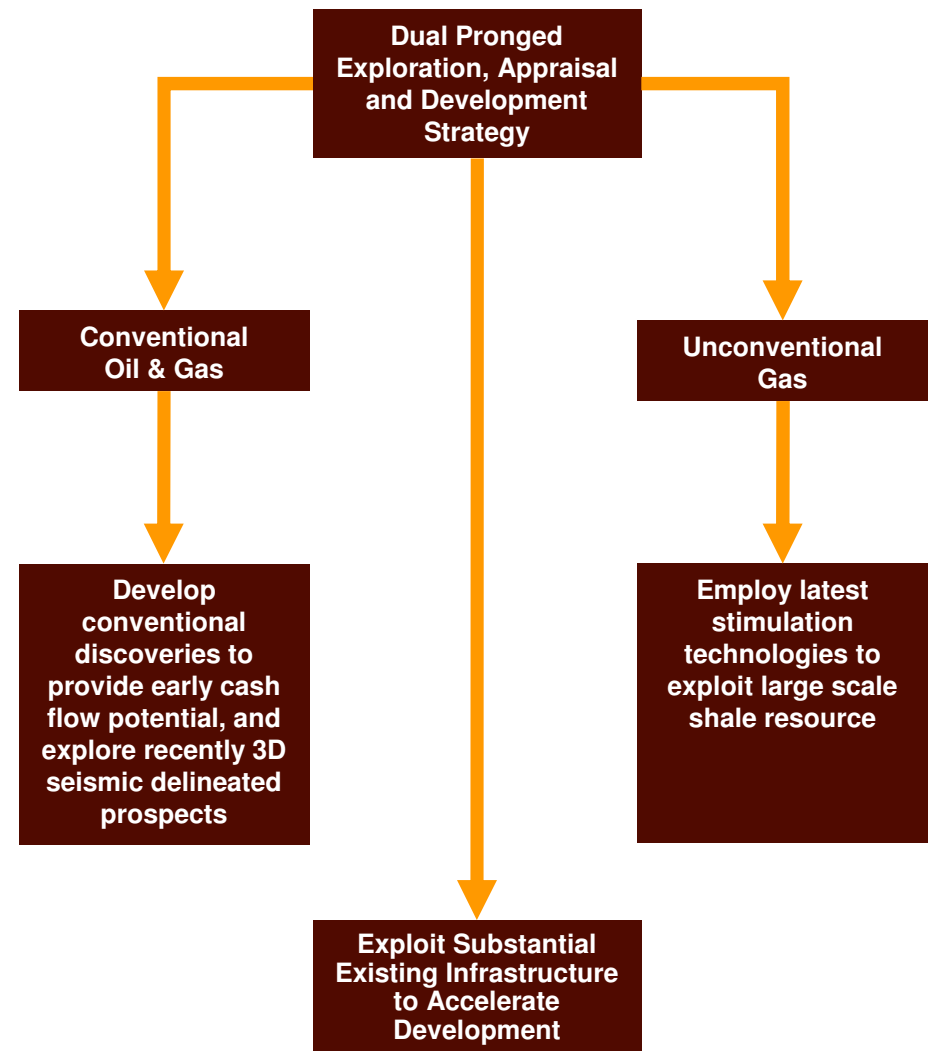 Dual Pronged
Exploration, Appraisal
and Development
Strategy
Conventional
Oil & Gas
Unconventional
Gas
Develop
conventional
discoveries to
provide early cash
flow potential, and
explore recently 3D
seismic delineated
prospects
Employ latest
stimulation
technologies to
exploit large scale
shale resource
Exploit Substantial
Existing Infrastructure
to Accelerate
Development